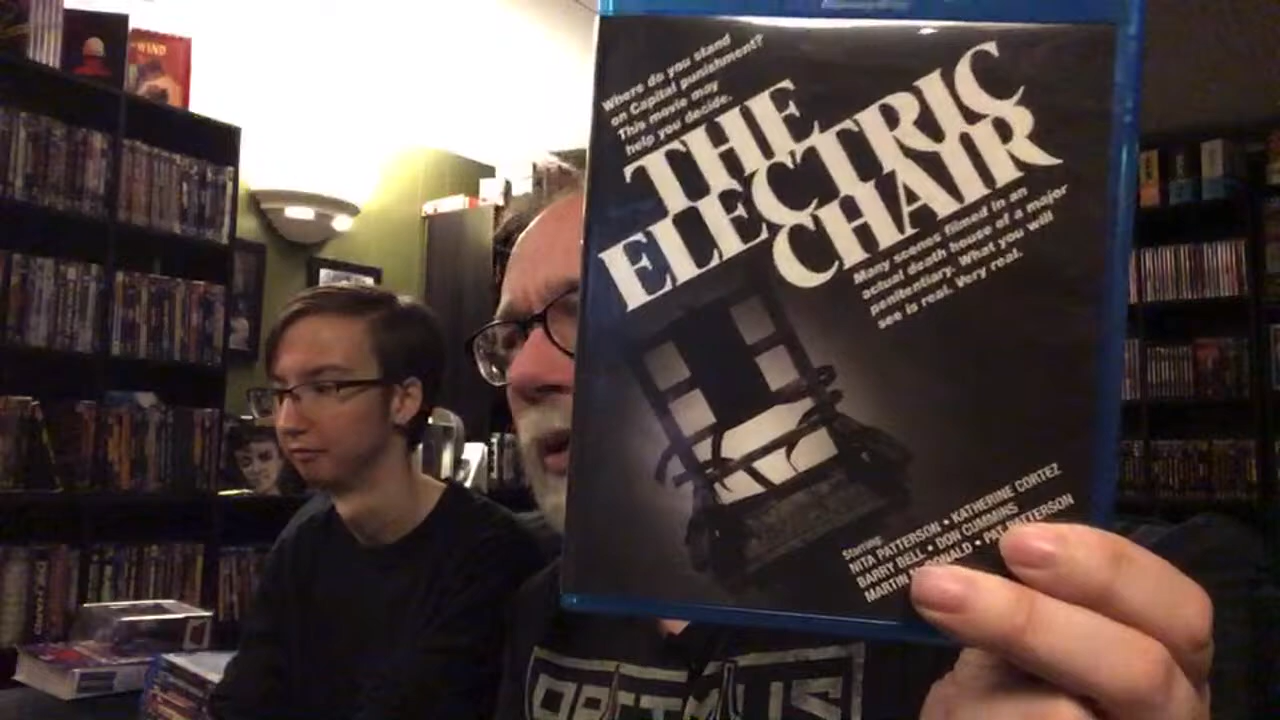 WIND
Where do you stand
on Capital punishment?
This movie may
help you decide.
THE
ELECTRIC
CHAIR
Many scenes filmed in an
actual death house of a major
penitentiary. What you will
see is real. Very real.
Starring:
NITA PATTERSON • KATHERINE CORTEZ
BARRY BELL • DON CUMMINS
MARTIN • PAT PATTERSON